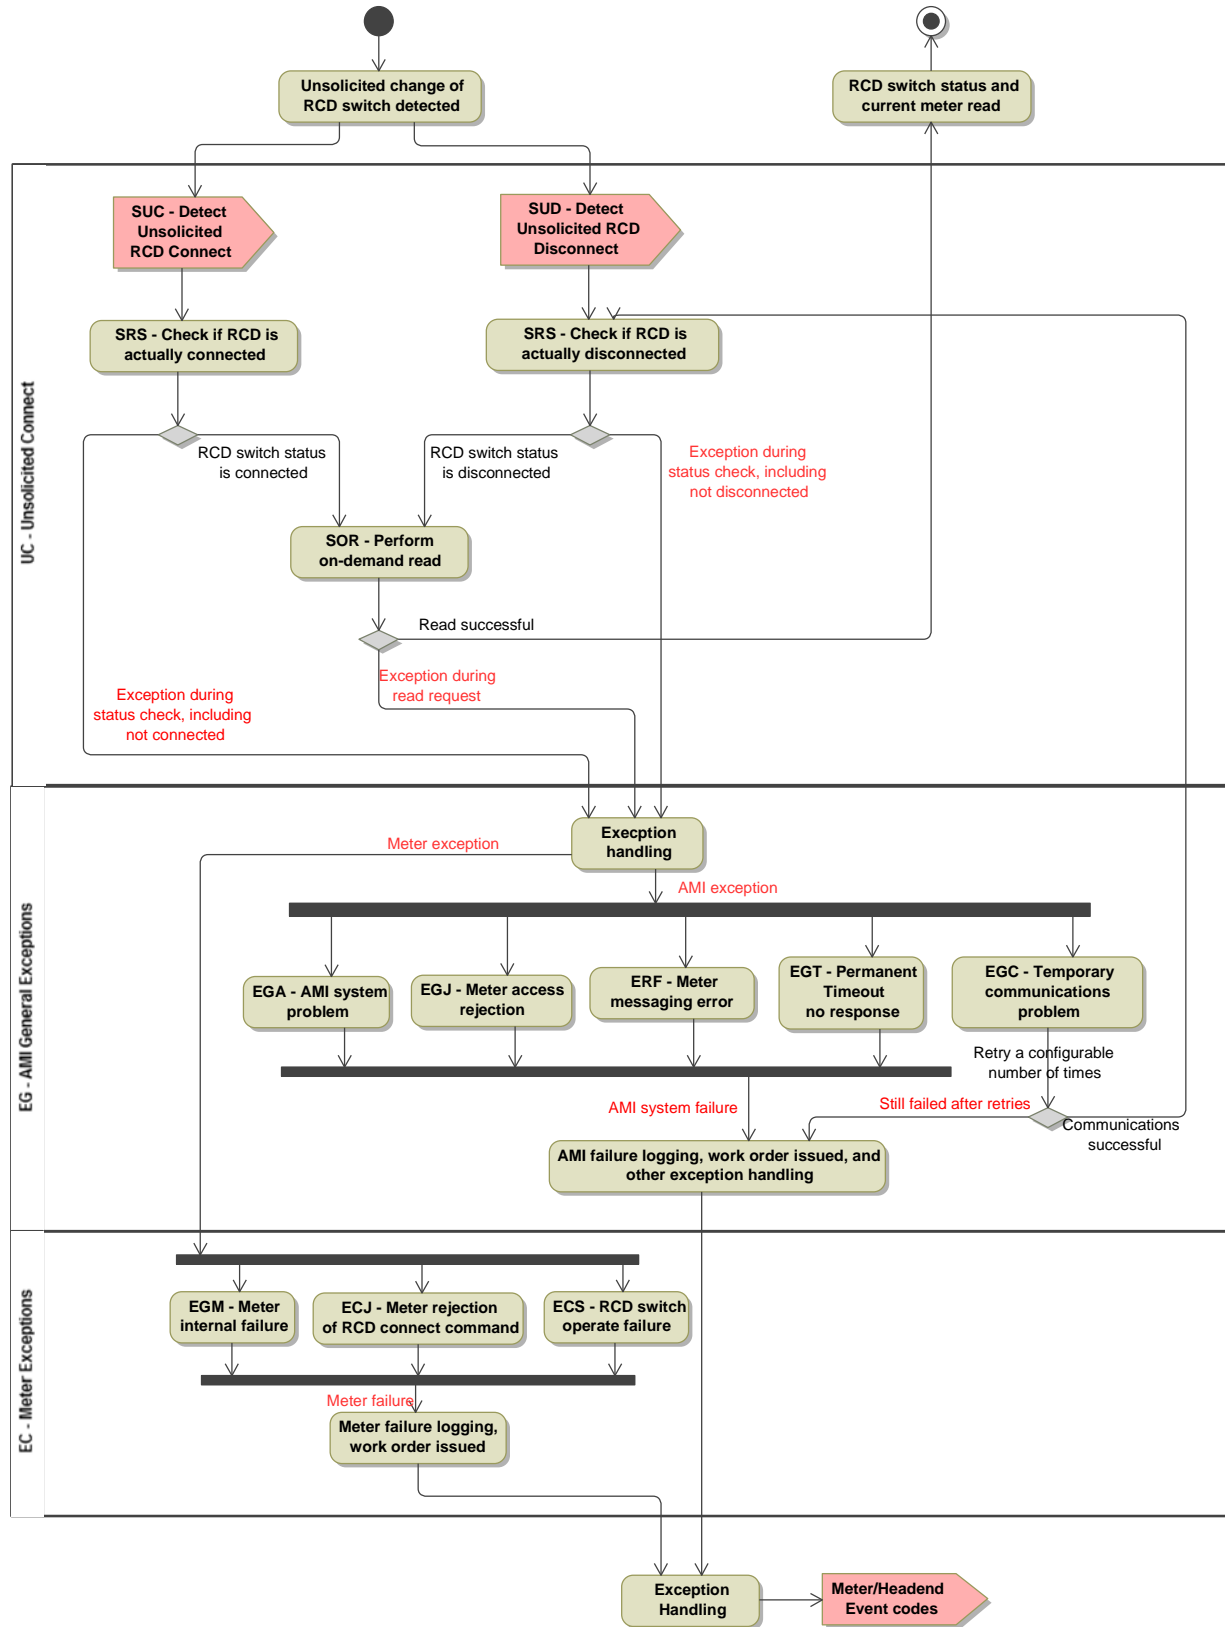 Unsolicited change of
RCD switch detected
RCD switch status and
current meter read
UC - Unsolicited Connect
SUC - Detect
Unsolicited
RCD Connect
SUD - Detect
Unsolicited RCD
Disconnect
SRS - Check if RCD is
actually connected
SRS - Check if RCD is
actually disconnected
RCD switch status
is connected
RCD switch status
is disconnected
Exception during
status check, including
not disconnected
SOR - Perform
on-demand read
Read successful
Exception during
read request
Exception during
status check, including
not connected
EG - AMI General Exceptions
Execption
handling
Meter exception
AMI exception
EGA - AMI system
problem
EGJ - Meter access
rejection
ERF - Meter
messaging error
EGT - Permanent
Timeout
no response
EGC - Temporary
communications
problem
Retry a configurable
number of times
AMI system failure
Still failed after retries
Communications
successful
AMI failure logging, work order issued, and
other exception handling
EC - Meter Exceptions
EGM - Meter
internal failure
ECJ - Meter rejection
of RCD connect command
ECS - RCD switch
operate failure
Meter failure
Meter failure logging,
work order issued
Exception
Handling
Meter/Headend
Event codes